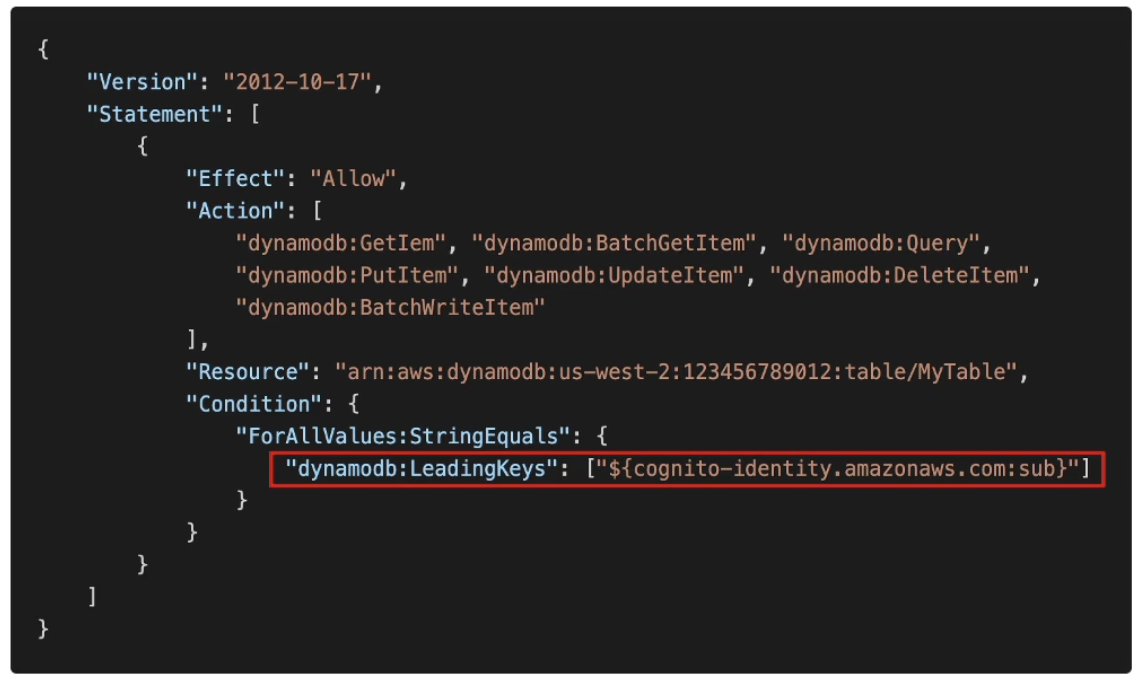 {
    "Version": "2012-10-17",
    "Statement": [
        {
            "Effect": "Allow",
            "Action": [
                "dynamodb:GetIem", "dynamodb:BatchGetItem", "dynamodb:Query",
                "dynamodb:PutItem", "dynamodb:UpdateItem", "dynamodb:DeleteItem",
                "dynamodb:BatchWriteItem"
            ],
            "Resource": "arn:aws:dynamodb:us-west-2:123456789012:table/MyTable",
            "Condition": {
                "ForAllValues:StringEquals": {
                    "dynamodb:LeadingKeys": ["${cognito-identity.amazonaws.com:sub}"]
                }
            }
        }
    ]
}